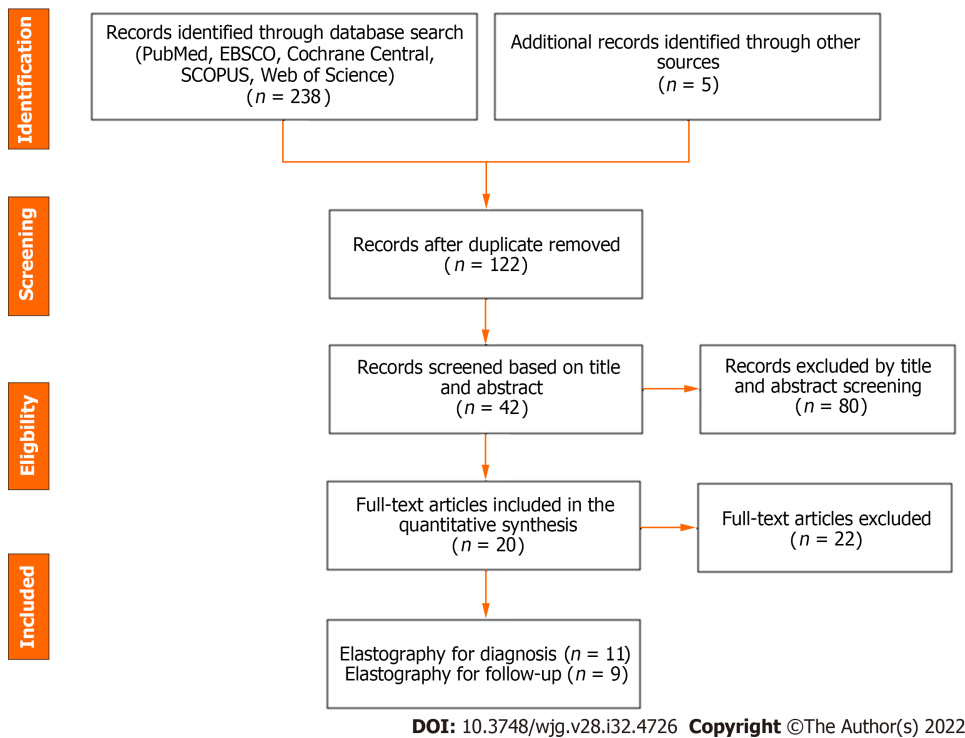 Identification
Records identified through database search
(PubMed, EBSCO, Cochrane Central,
SCOPUS, Web of Science)
(n = 238)
Additional records identified through other
sources
(n = 5)
Screening
Records after duplicate removed
(n = 122)
Records screened based on title
and abstract
(n = 42)
Records excluded by title
and abstract screening
(n = 80)
Eligbility
Full-text articles included in the
quantitative synthesis
(n = 20)
Full-text articles excluded
(n = 22)
Included
Elastography for diagnosis (n = 11)
Elastography for follow-up (n = 9)
DOI: 10.3748/wjg.v28.i32.4726 Copyright ©The Author(s) 2022